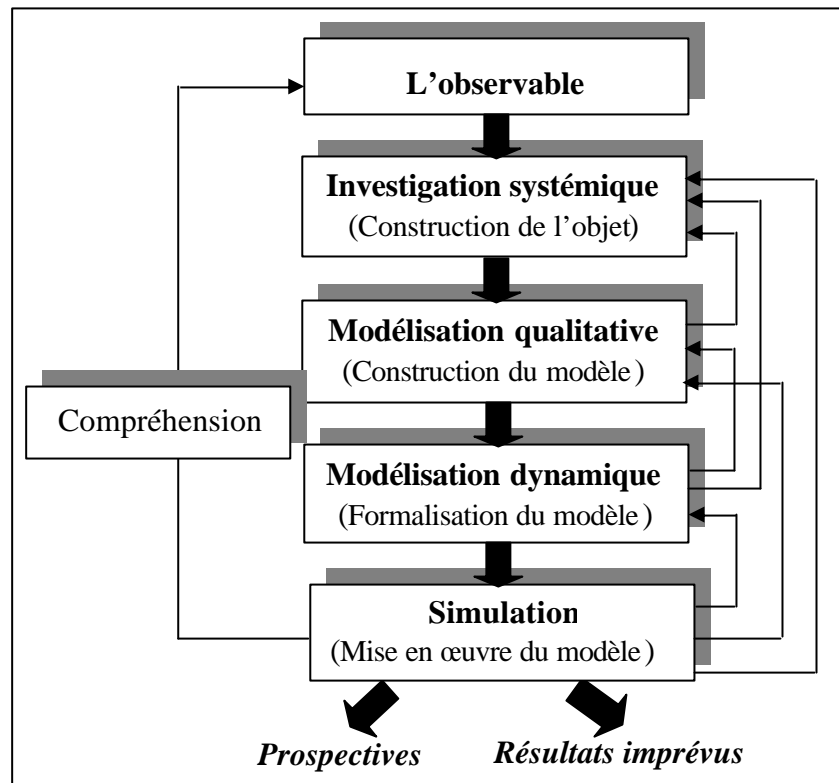 L'observable
Investigation systémique
(Construction de l'objet)
Modélisation qualitative
(Construction du modèle)
Compréhension
Modélisation dynamique
(Formalisation du modèle)
Simulation
(Mise en œuvre du modèle)
Prospectives
Résultats imprévus